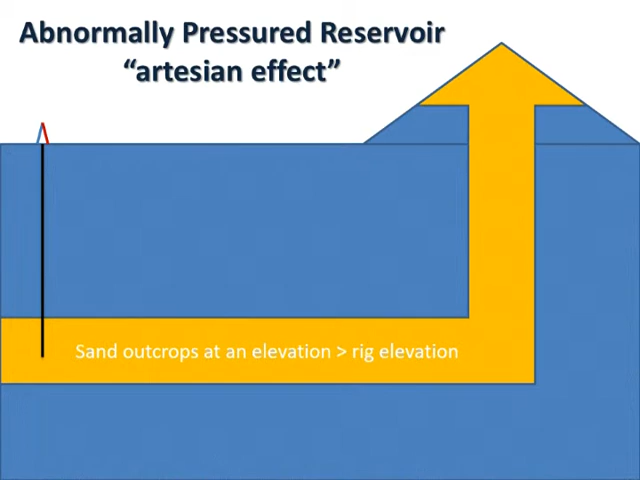 Abnormally Pressured Reservoir
“artesian effect”
Sand outcrops at an elevation > rig elevation